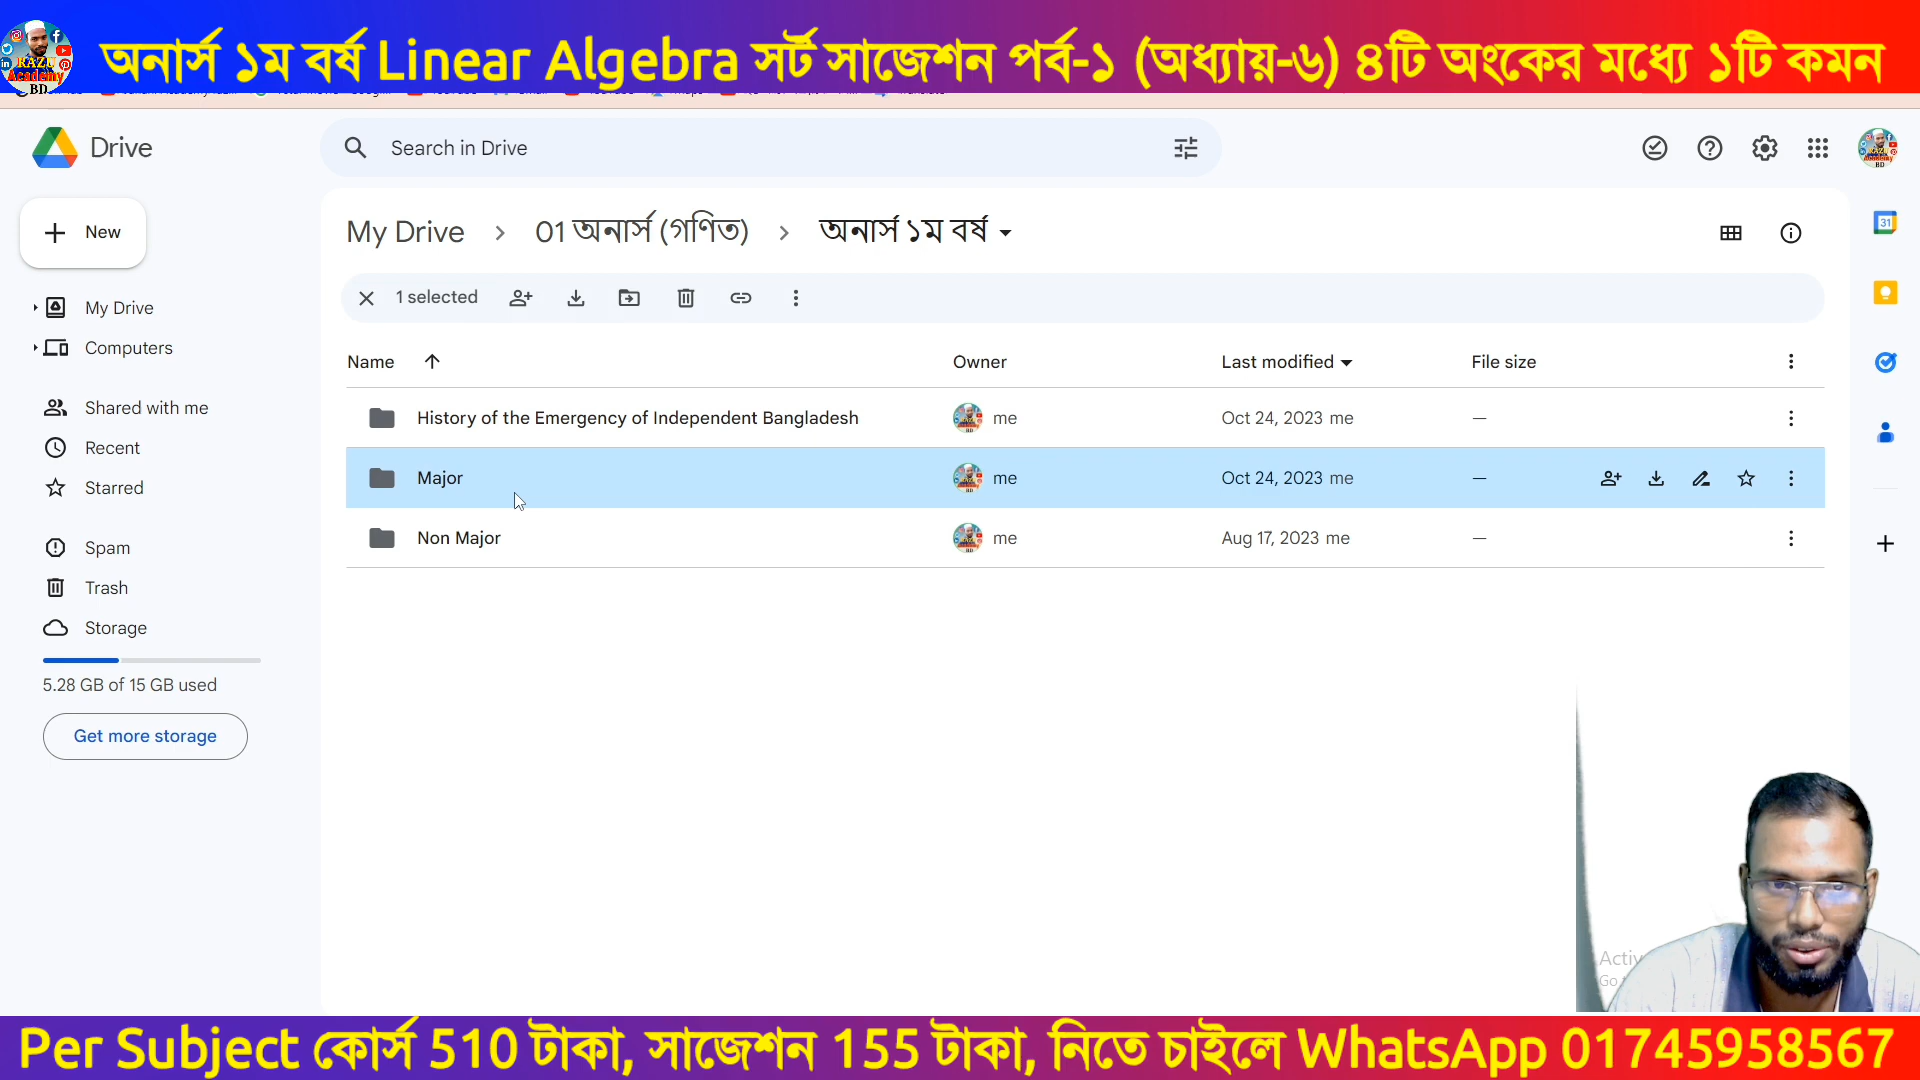 অনার্স ১ম বর্ষ Linear Algebra সর্ট সাজেশন পর্ব-১ (অধ্যায়-৬) ৪টি অংকের মধ্যে ১টি কমন
RAZU
Academy
BD
Drive
Search in Drive
New
My Drive
Computers
Shared with me
Recent
Starred
Spam
Trash
Storage
5.28 GB of 15 GB used
Get more storage
My Drive > 01 অনার্স (গণিত) > অনার্স ১ম বর্ষ
1 selected
Name Owner Last modified File size
History of the Emergency of Independent Bangladesh me Oct 24, 2023 me —
Major me Oct 24, 2023 me —
Non Major me Aug 17, 2023 me —
31
Per Subject কোর্স 510 টাকা, সাজেশন 155 টাকা, নিতে চাইলে WhatsApp 01745958567